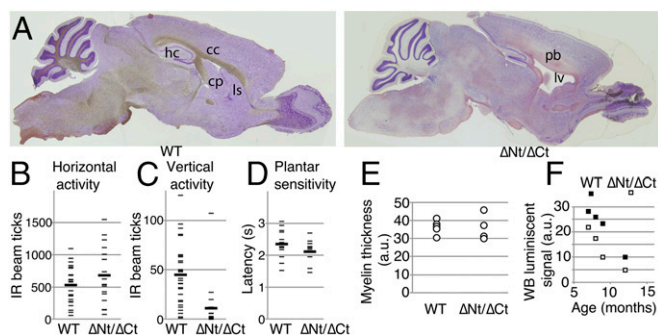 A
hc
cc
cp
ls
pb
lv
WT
ΔNt/ΔCt
B Horizontal activity
IR beam ticks
1500
1000
500
0
WT ΔNt/ΔCt
C Vertical activity
IR beam ticks
100
50
0
WT ΔNt/ΔCt
D Plantar sensitivity
Latency (s)
3
2
1
0
WT ΔNt/ΔCt
E
Myelin thickness (a.u.)
50
40
30
20
10
0
WT ΔNt/ΔCt
F
WT ΔNt/ΔCt
WB luminiscent signal (a.u.)
30
20
10
0
5 10 15
Age (months)